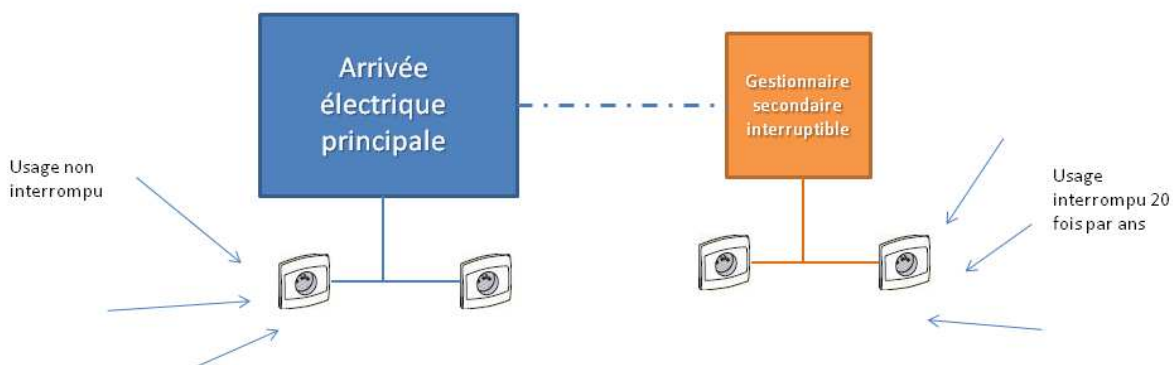 Arrivée
électrique
principale
Gestionnaire
secondaire
interruptible
Usage non
interrompu
Usage
interrompu 20
fois par ans